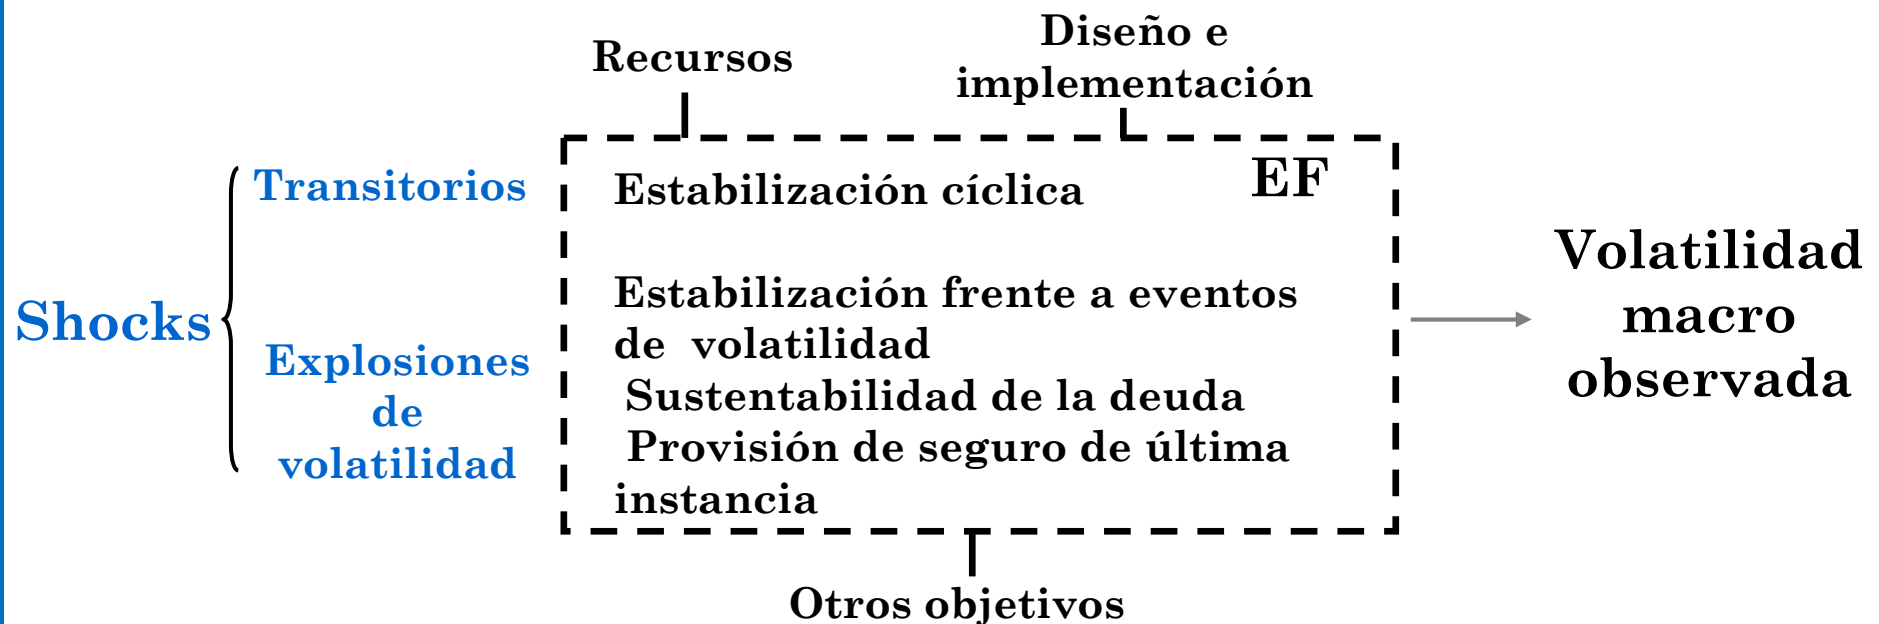 Recursos
Diseño e
implementación
Shocks
Transitorios
Explosiones
de
volatilidad
EF
Estabilización cíclica
Estabilización frente a eventos
de volatilidad
Sustentabilidad de la deuda
Provisión de seguro de última
instancia
Volatilidad
macro
observada
Otros objetivos